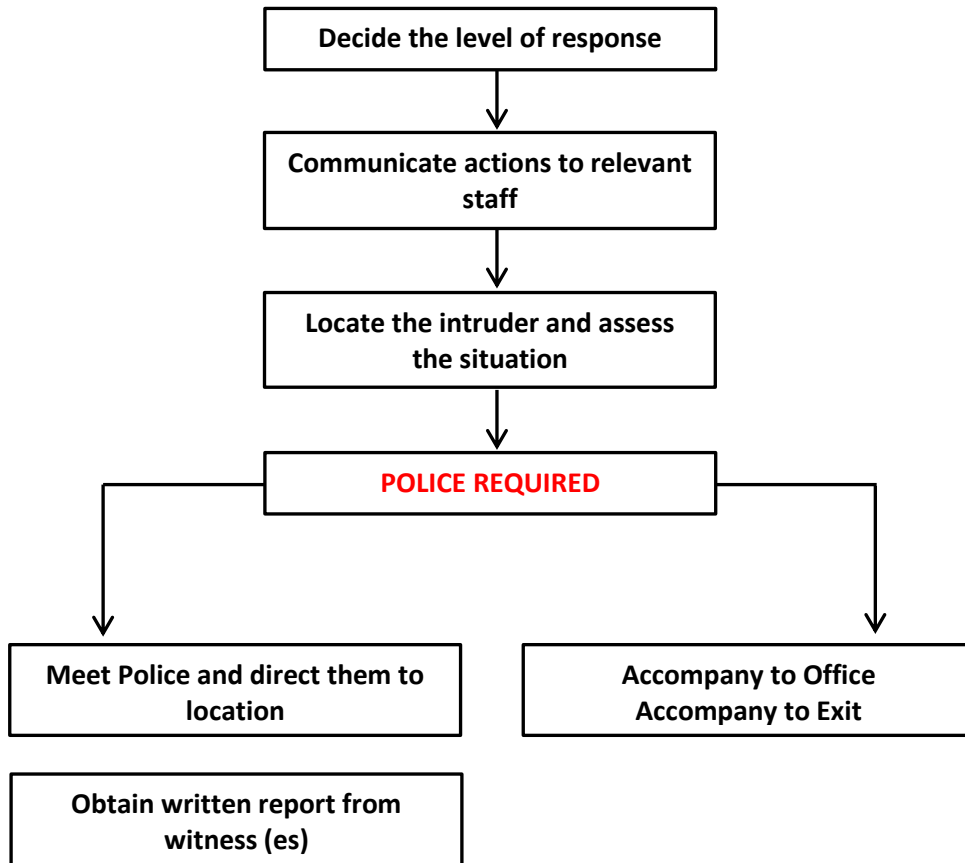 Decide the level of response
Communicate actions to relevant
staff
Locate the intruder and assess
the situation
POLICE REQUIRED
Meet Police and direct them to
location
Accompany to Office
Accompany to Exit
Obtain written report from
witness (es)